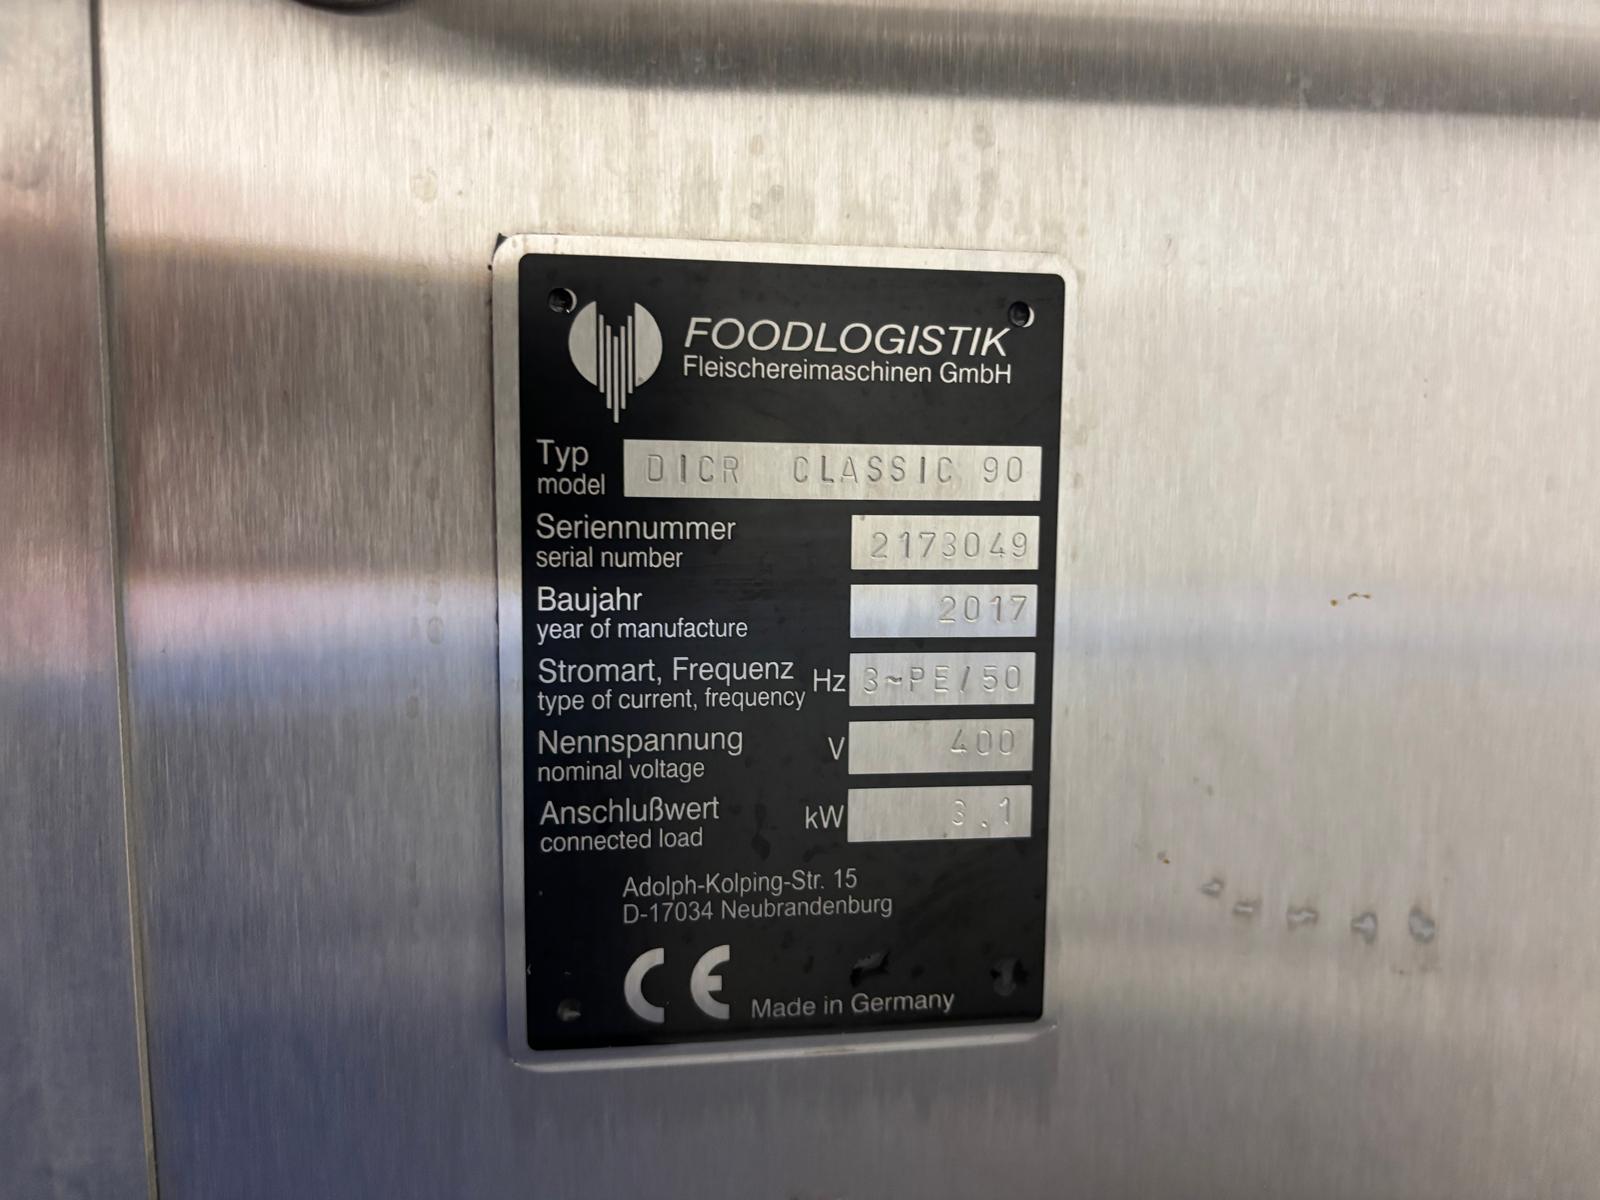 FOODLOGISTIK
Fleischereimaschinen GmbH
Typ DICR CLASSIC 90
model
Seriennummer 2173049
serial number
Baujahr 2017
year of manufacture
Stromart, Frequenz Hz 3~PE/50
type of current, frequency
Nennspannung V 400
nominal voltage
Anschlußwert kW 3.1
connected load
Adolph-Kolping-Str. 15
D-17034 Neubrandenburg
CE Made in Germany